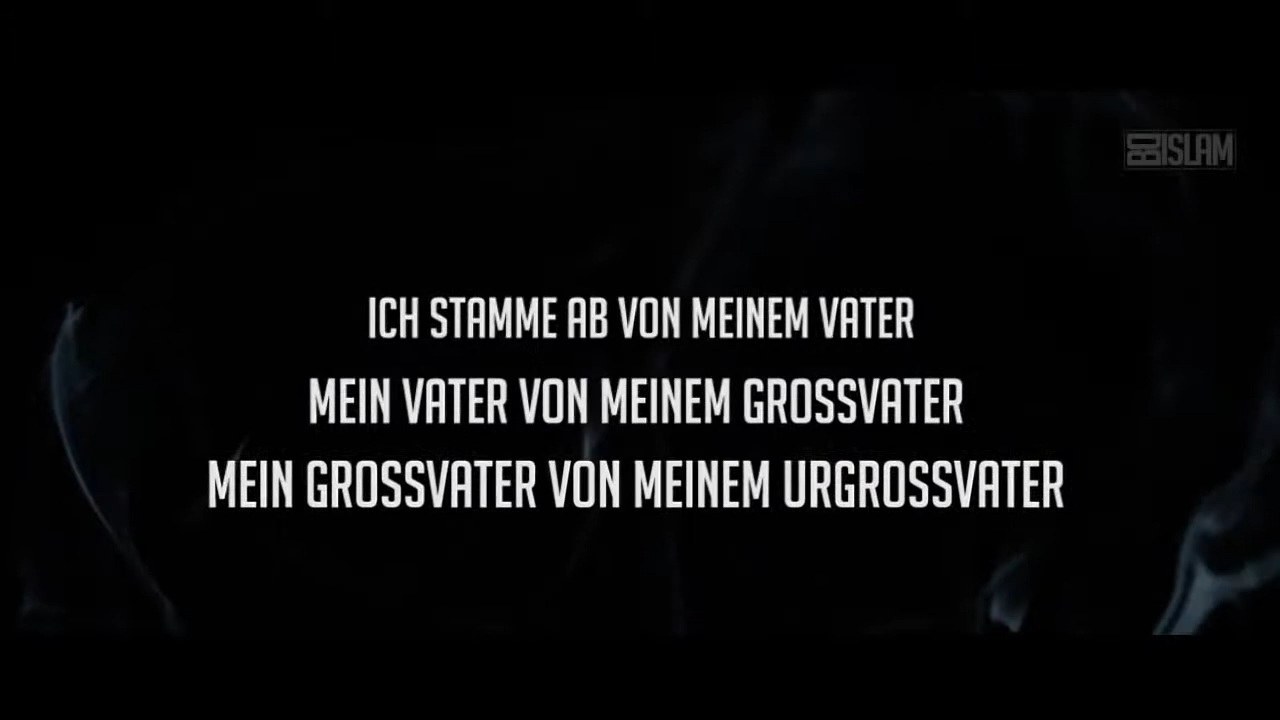 ISLAM
ICH STAMME AB VON MEINEM VATER
MEIN VATER VON MEINEM GROSSVATER
MEIN GROSSVATER VON MEINEM URGROSSVATER